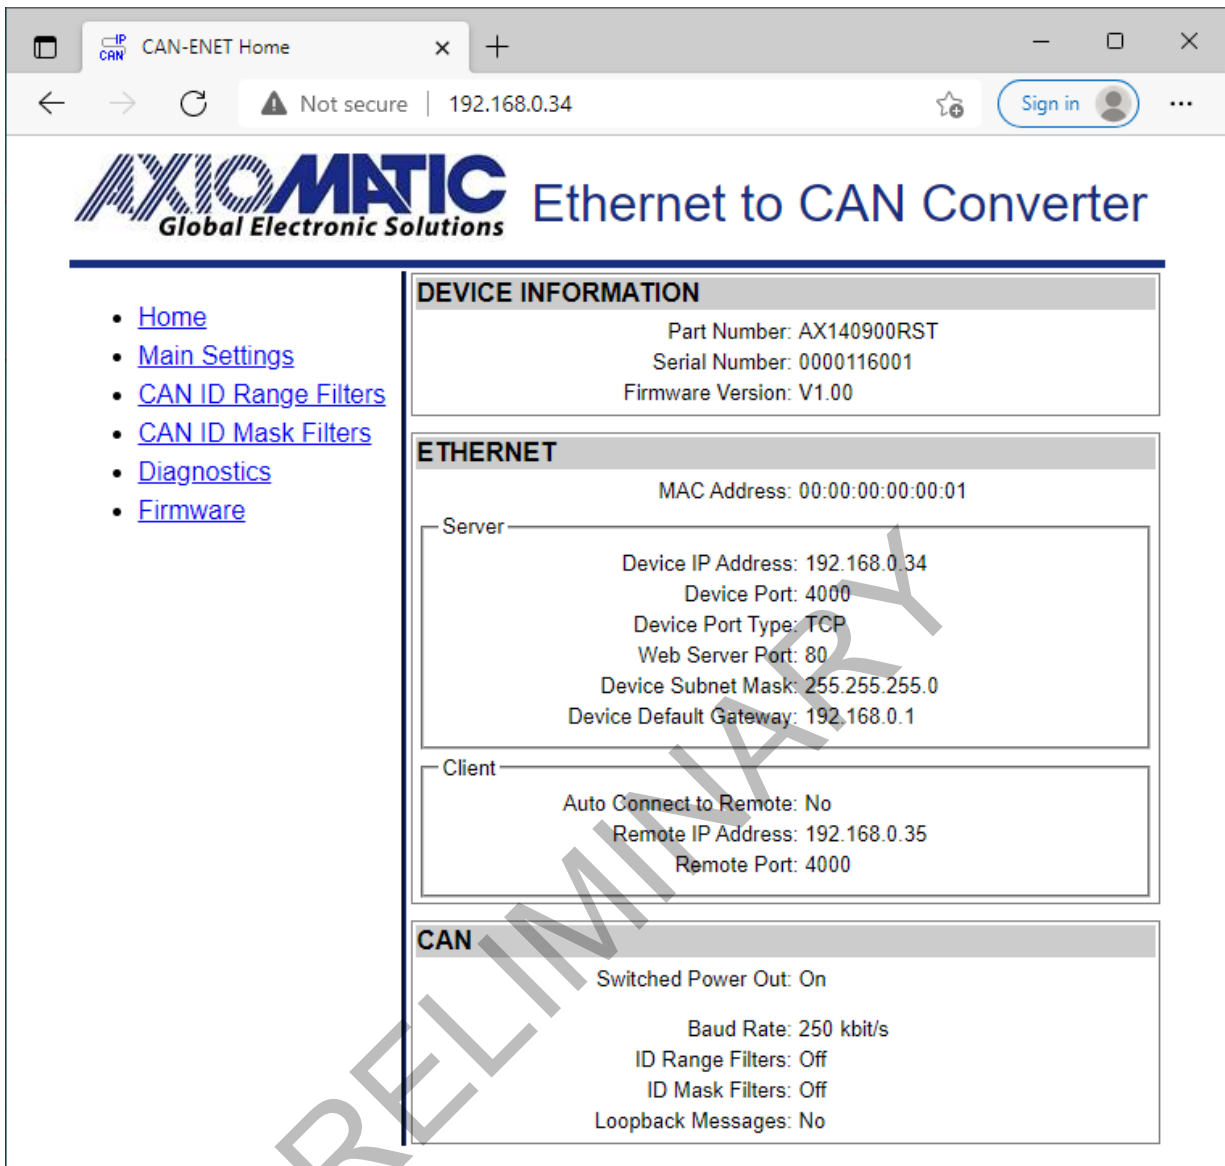 IP
CAN
CAN-ENET Home
Not secure
192.168.0.34
Sign in
AXIOMATIC
Global Electronic Solutions
Ethernet to CAN Converter
Home
Main Settings
CAN ID Range Filters
CAN ID Mask Filters
Diagnostics
Firmware
DEVICE INFORMATION
Part Number: AX140900RST
Serial Number: 0000116001
Firmware Version: V1.00
ETHERNET
MAC Address: 00:00:00:00:00:01
Server
Device IP Address: 192.168.0.34
Device Port: 4000
Device Port Type: TCP
Web Server Port: 80
Device Subnet Mask: 255.255.255.0
Device Default Gateway: 192.168.0.1
Client
Auto Connect to Remote: No
Remote IP Address: 192.168.0.35
Remote Port: 4000
CAN
Switched Power Out: On
Baud Rate: 250 kbit/s
ID Range Filters: Off
ID Mask Filters: Off
Loopback Messages: No
RELIMINARY